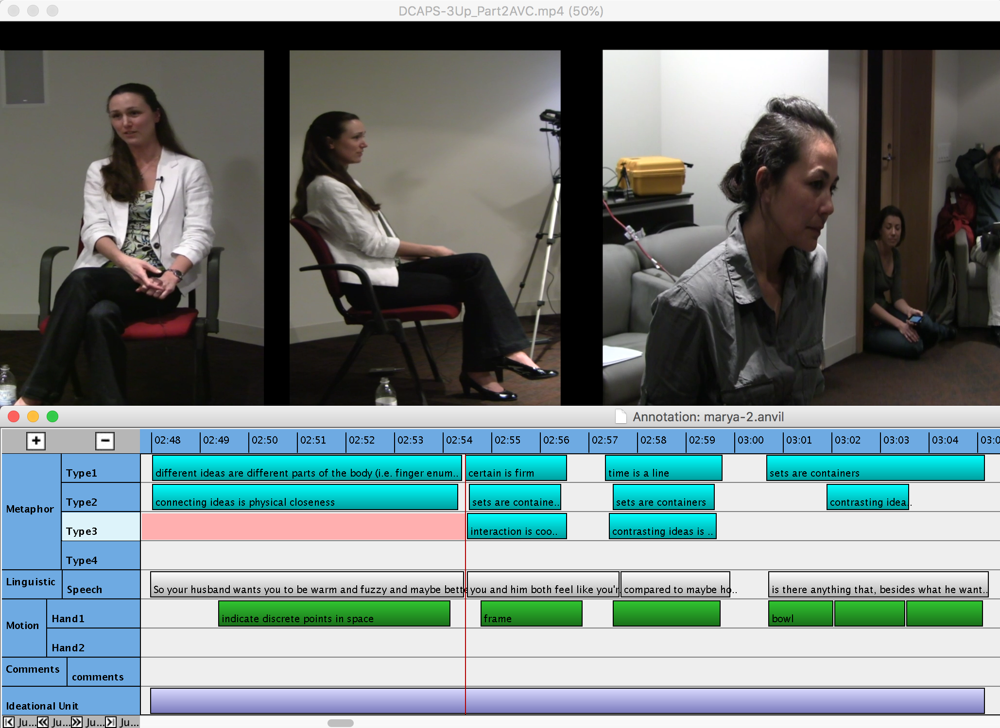 DCAPS-3Up_Part2AVC.mp4 (50%)
Annotation: marya-2.anvil
+ −
02:48 02:49 02:50 02:51 02:52 02:53 02:54 02:55 02:56 02:57 02:58 02:59 03:00 03:01 03:02 03:03 03:04 03:0
Metaphor
Type1 different ideas are different parts of the body (i.e. finger enum.. certain is firm time is a line sets are containers
Type2 connecting ideas is physical closeness sets are containe.. sets are containers contrasting idea..
Type3 interaction is coo.. contrasting ideas is ..
Type4
Linguistic Speech So your husband wants you to be warm and fuzzy and maybe bett you and him both feel like you'r compared to maybe ho.. is there anything that, besides what he want..
Motion
Hand1 indicate discrete points in space frame bowl
Hand2
Comments comments
Ideational Unit
Ju... Ju... Ju... Ju...